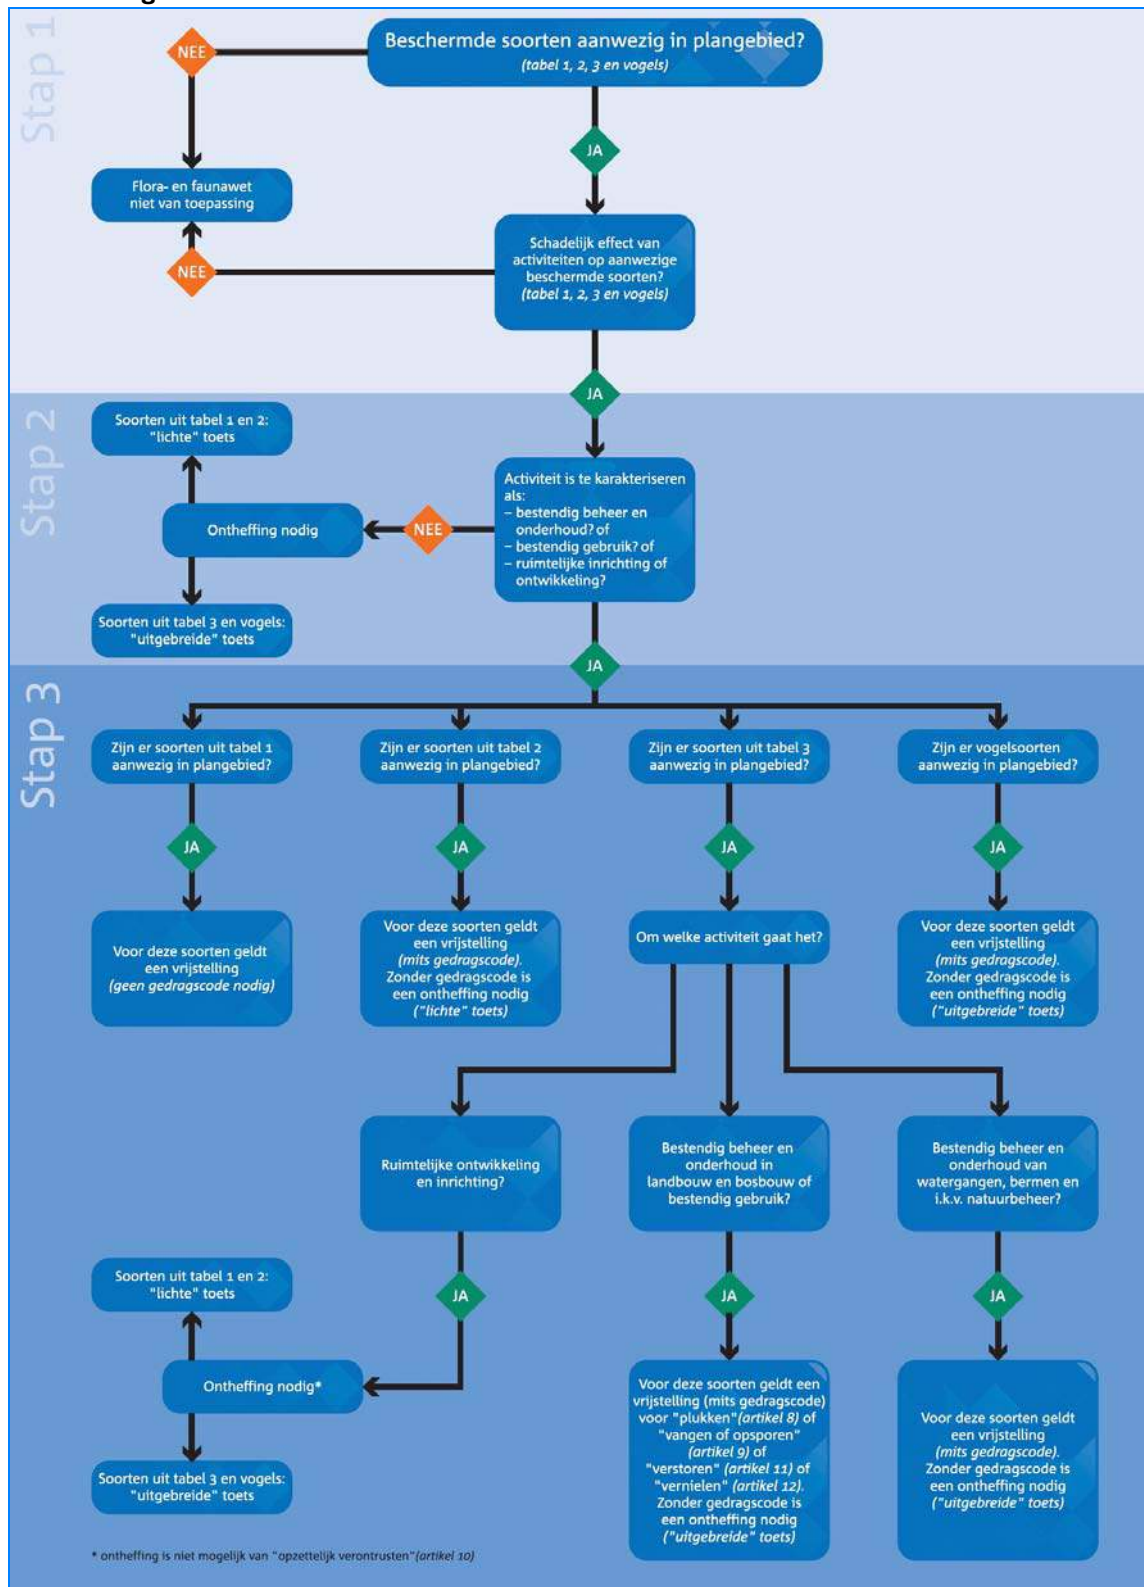 Stap 1
Beschermde soorten aanwezig in plangebied?
(tabel 1, 2, 3 en vogels)
NEE
JA
Flora- en faunawet
niet van toepassing
Schadelijk effect van
activiteiten op aanwezige
beschermde soorten?
(tabel 1, 2, 3 en vogels)
NEE
JA
Stap 2
Soorten uit tabel 1 en 2:
"lichte" toets
Activiteit is te karakteriseren
als:
– bestendig beheer en
onderhoud? of
– bestendig gebruik? of
– ruimtelijke inrichting of
ontwikkeling?
NEE
Ontheffing nodig
Soorten uit tabel 3 en vogels:
"uitgebreide" toets
JA
Stap 3
Zijn er soorten uit tabel 1
aanwezig in plangebied?
Zijn er soorten uit tabel 2
aanwezig in plangebied?
Zijn er soorten uit tabel 3
aanwezig in plangebied?
Zijn er vogelsoorten
aanwezig in plangebied?
JA
JA
JA
JA
Voor deze soorten geldt
een vrijstelling
(geen gedragscode nodig)
Voor deze soorten geldt
een vrijstelling
(mits gedragscode).
Zonder gedragscode is
een ontheffing nodig
("lichte" toets)
Om welke activiteit gaat het?
Voor deze soorten geldt
een vrijstelling
(mits gedragscode).
Zonder gedragscode is
een ontheffing nodig
("uitgebreide" toets)
Ruimtelijke ontwikkeling
en inrichting?
Bestendig beheer en
onderhoud in
landbouw en bosbouw of
bestendig gebruik?
Bestendig beheer en
onderhoud van
watergangen, bermen en
i.k.v. natuurbeheer?
JA
JA
JA
Soorten uit tabel 1 en 2:
"lichte" toets
Ontheffing nodig*
Soorten uit tabel 3 en vogels:
"uitgebreide" toets
Voor deze soorten geldt een
vrijstelling (mits gedragscode)
voor "plukken"(artikel 8) of
"vangen of opsporen"
(artikel 9) of
"verstoren" (artikel 11) of
"vernielen" (artikel 12).
Zonder gedragscode is
een ontheffing nodig
("uitgebreide" toets)
Voor deze soorten geldt
een vrijstelling
(mits gedragscode).
Zonder gedragscode is
een ontheffing nodig
("uitgebreide" toets)
* ontheffing is niet mogelijk van "opzettelijk verontrusten"(artikel 10)